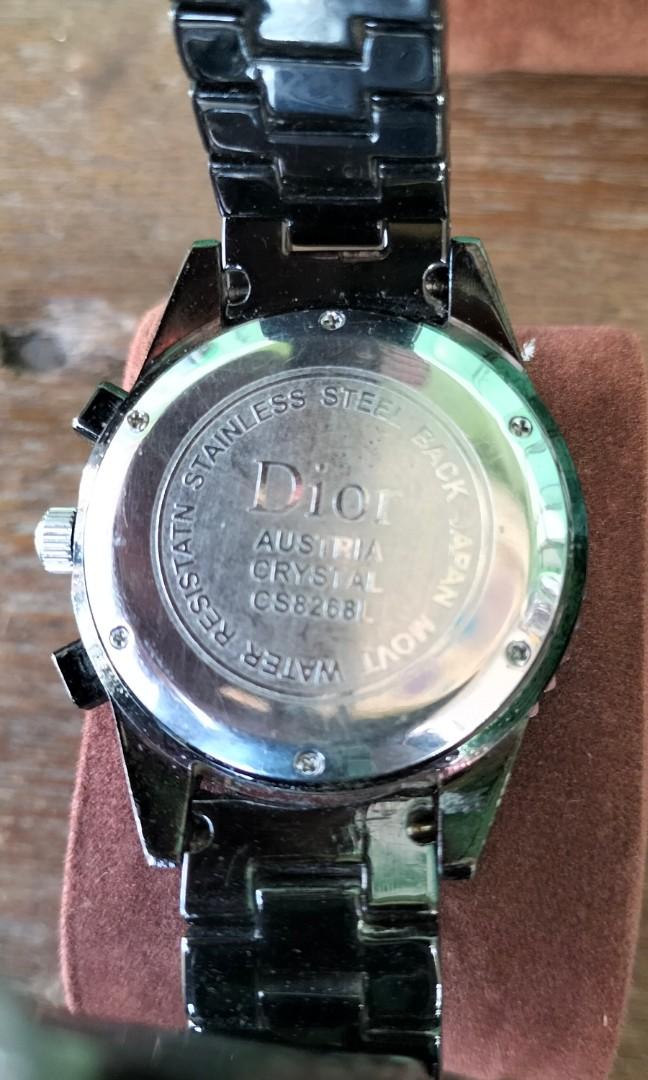 Dior
AUSTRIA
CRYSTAL
CS8268L
STAINLESS STEEL BACK JAPAN MOVT WATER RESISTATN